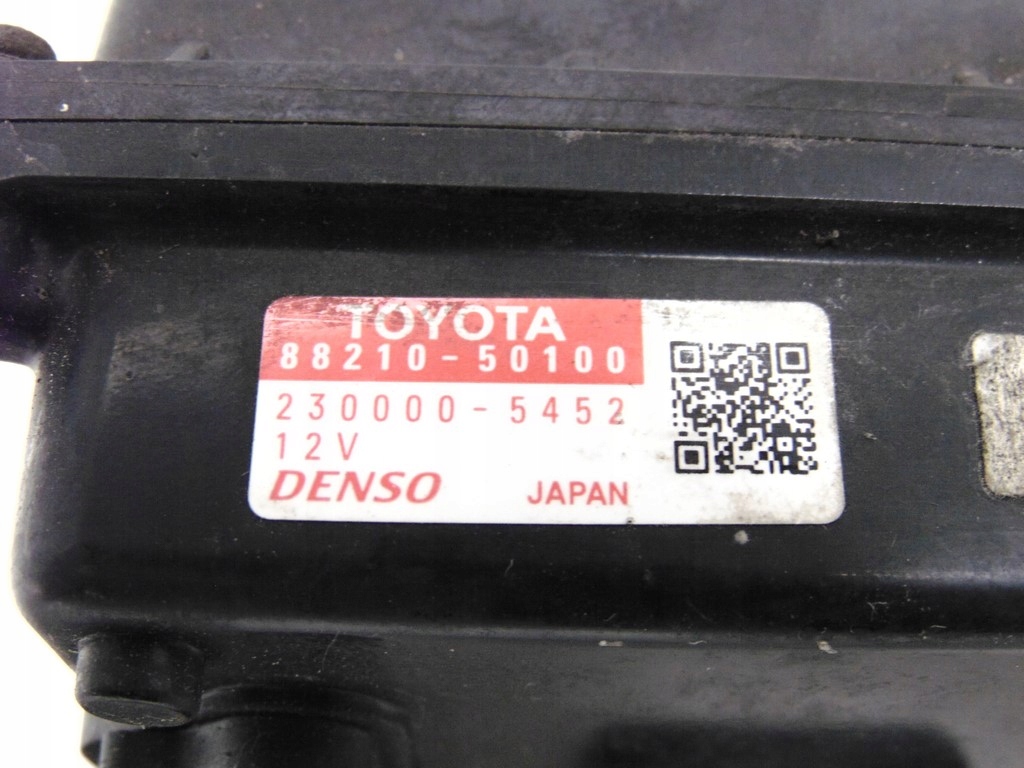 TOYOTA
88210-50100
230000-5452
12V
DENSO JAPAN